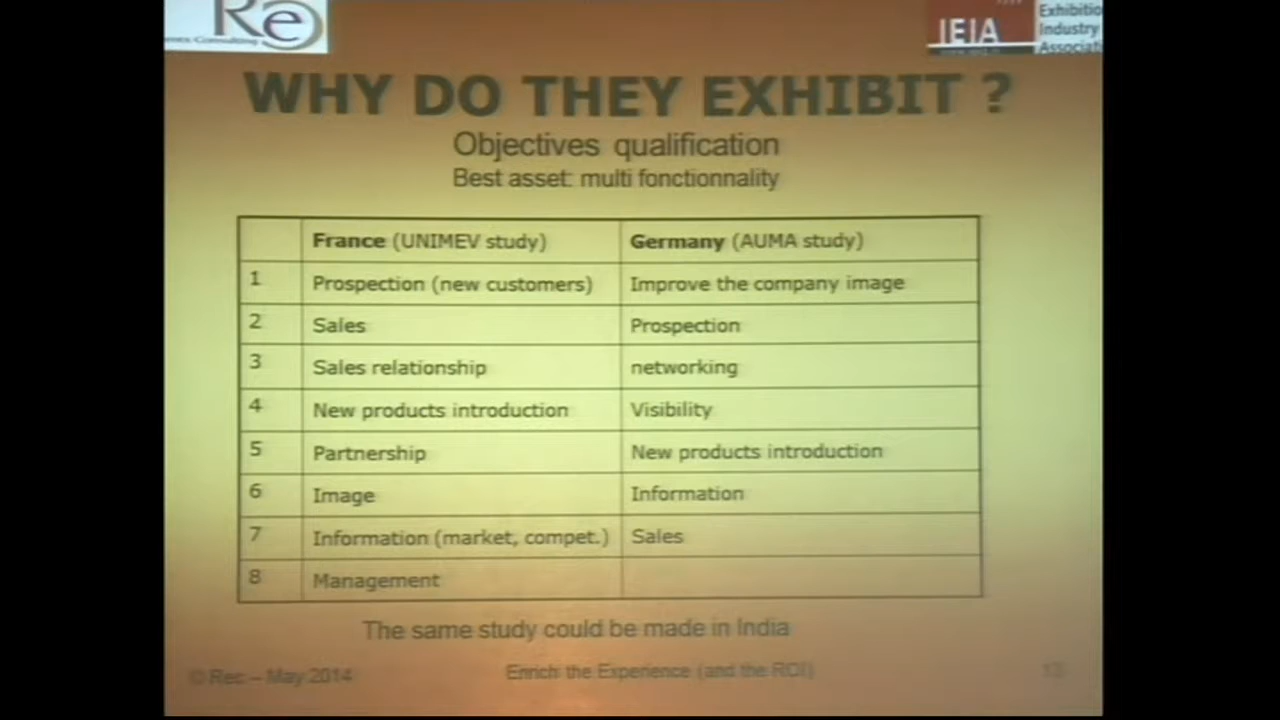 Re
IEIA
Exhibitio
Industry
Associati
WHY DO THEY EXHIBIT ?
Objectives qualification
Best asset: multi fonctionnality
France (UNIMEV study) Germany (AUMA study)
1 Prospection (new customers) Improve the company image
2 Sales Prospection
3 Sales relationship networking
4 New products introduction Visibility
5 Partnership New products introduction
6 Image Information
7 Information (market, compet.) Sales
8 Management
The same study could be made in India
© Rec – May 2014 Enrich the Experience (and the ROI)